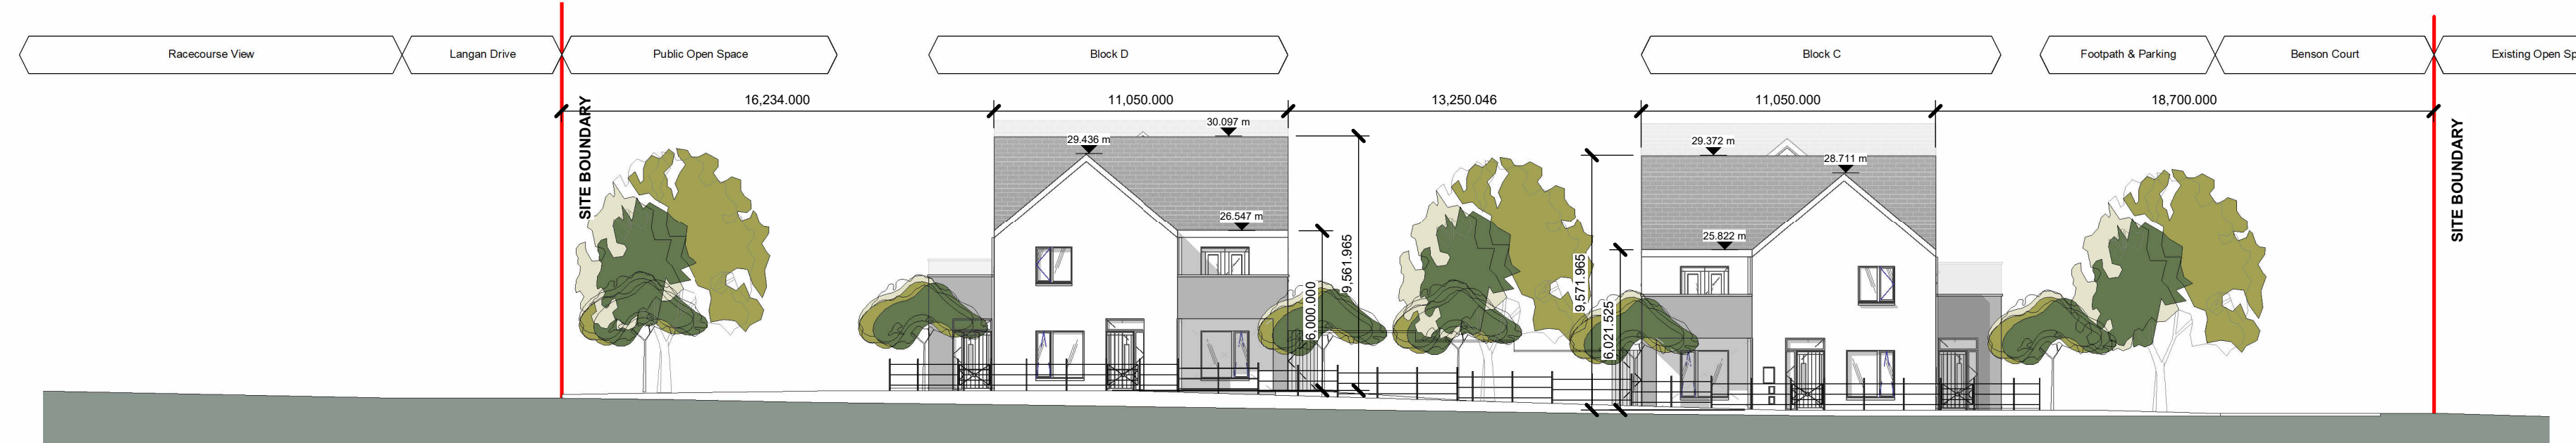 Racecourse View
Langan Drive
Public Open Space
Block D
Block C
Footpath & Parking
Benson Court
Existing Open Sp
16,234.000
11,050.000
13,250.046
11,050.000
18,700.000
SITE BOUNDARY
29.436 m
30.097 m
26.547 m
6,000.000
9,561.965
9,571.965
6,021.525
29.372 m
28.711 m
25.822 m
SITE BOUNDARY